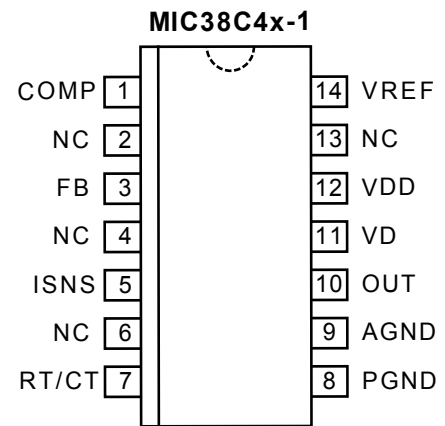 MIC38C4x-1
COMP 1 14 VREF
NC 2 13 NC
FB 3 12 VDD
NC 4 11 VD
ISNS 5 10 OUT
NC 6 9 AGND
RT/CT 7 8 PGND